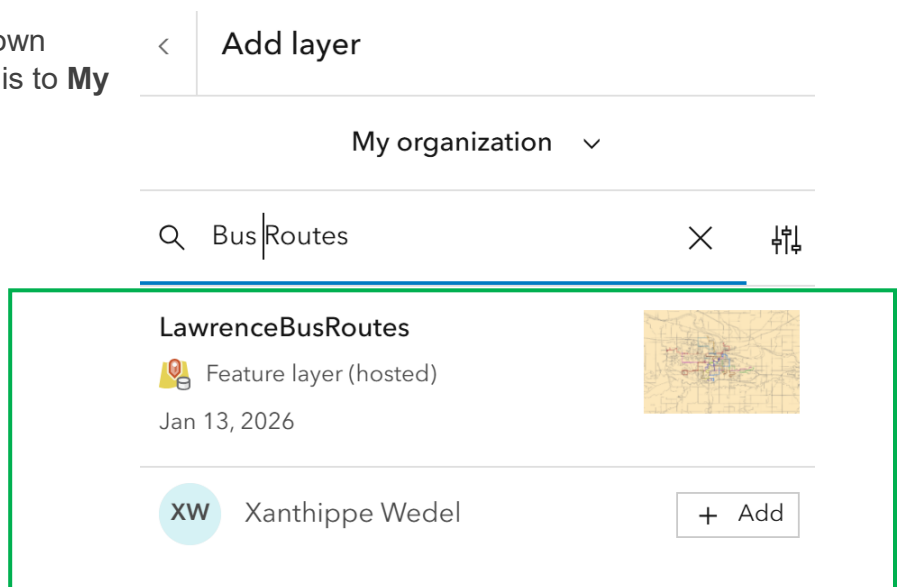 own
is to My
Add layer
My organization
Bus Routes
LawrenceBusRoutes
Feature layer (hosted)
Jan 13, 2026
XW Xanthippe Wedel
+ Add